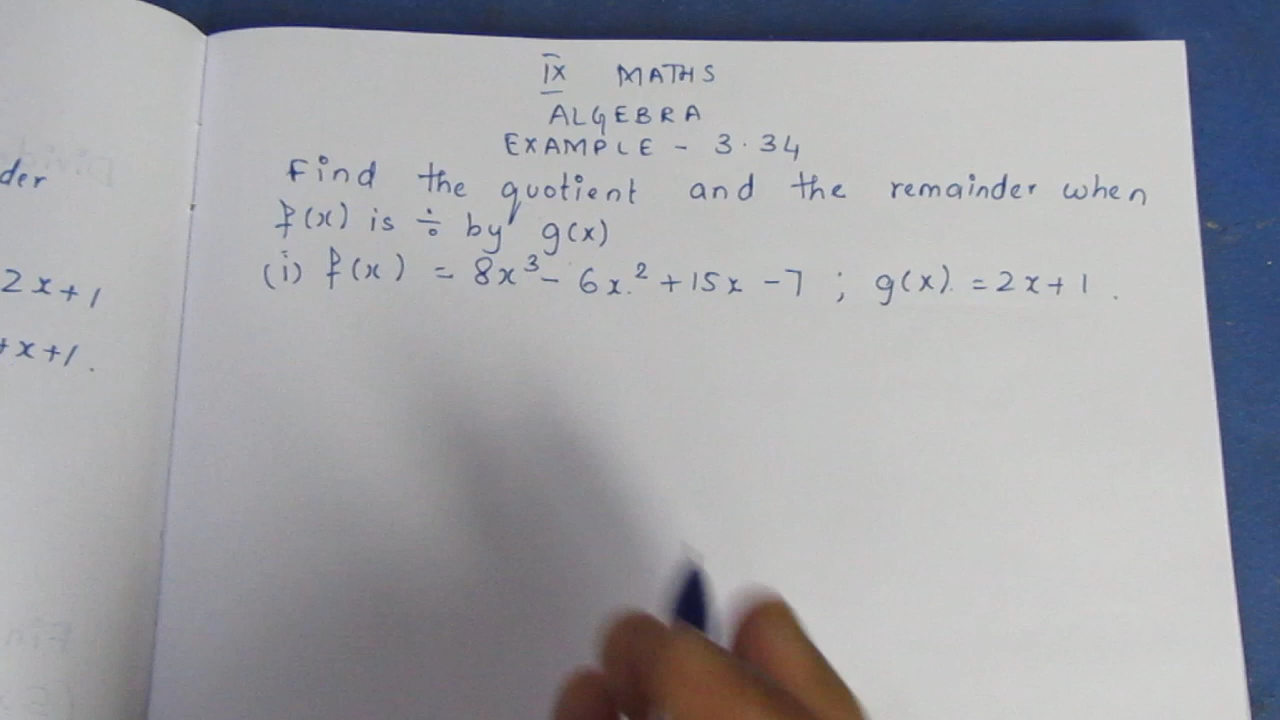 der
2x+1
+x+1.
IX MATHS
ALGEBRA
EXAMPLE - 3.34
Find the quotient and the remainder when
f(x) is ÷ by g(x)
(i) f(x) = 8x³ - 6x² + 15x - 7 ; g(x) = 2x+1.